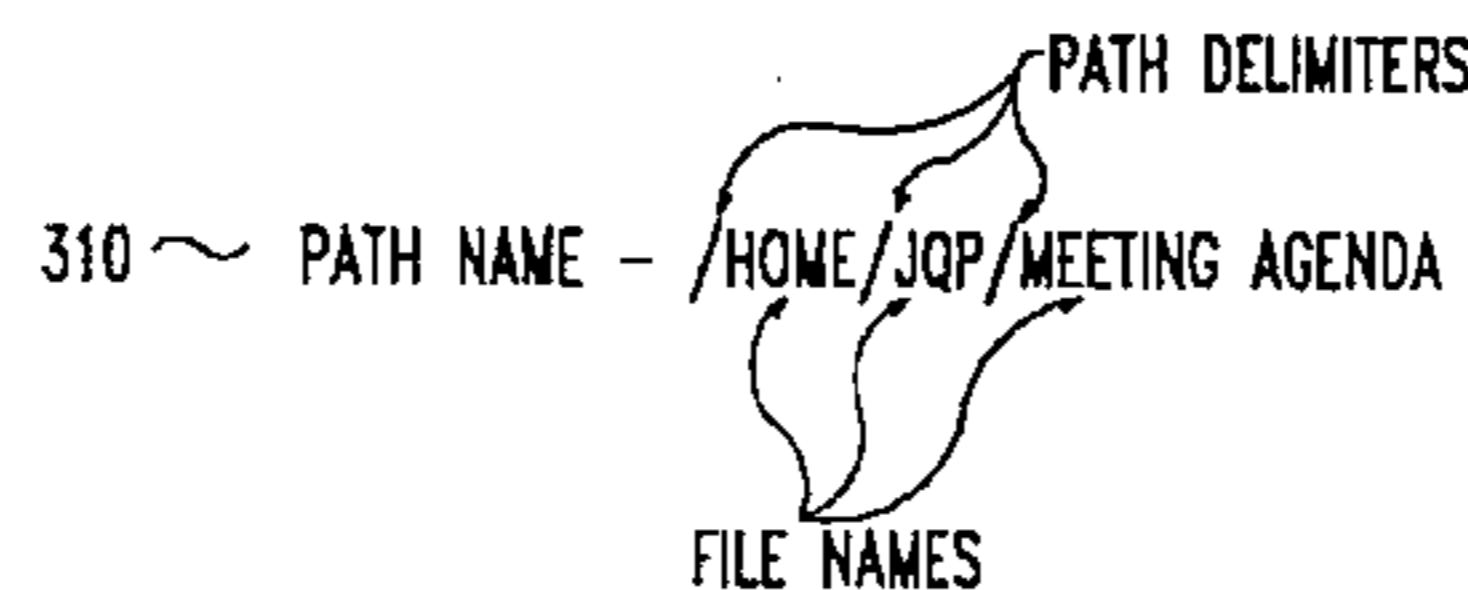 PATH DELIMITERS
310 PATH NAME - /HOME/JQP/MEETING AGENDA
FILE NAMES